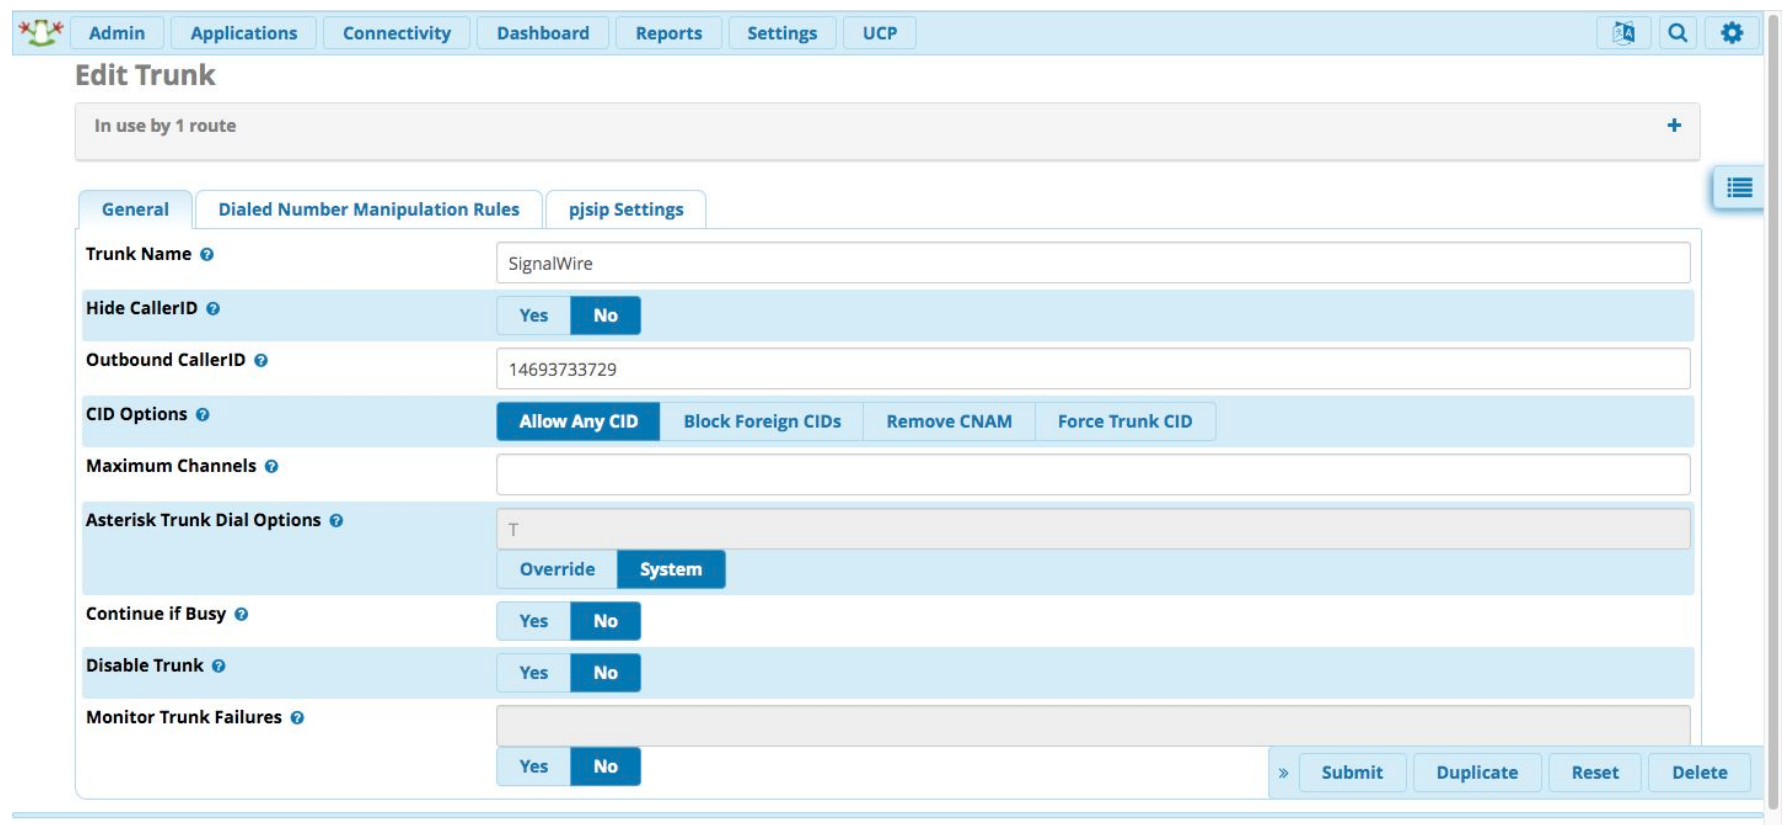 Admin Applications Connectivity Dashboard Reports Settings UCP
Edit Trunk
In use by 1 route +
General Dialed Number Manipulation Rules pjsip Settings
Trunk Name ? SignalWire
Hide CallerID ? Yes No
Outbound CallerID ? 14693733729
CID Options ? Allow Any CID Block Foreign CIDs Remove CNAM Force Trunk CID
Maximum Channels ?
Asterisk Trunk Dial Options ? T
Override System
Continue if Busy ? Yes No
Disable Trunk ? Yes No
Monitor Trunk Failures ?
Yes No
» Submit Duplicate Reset Delete